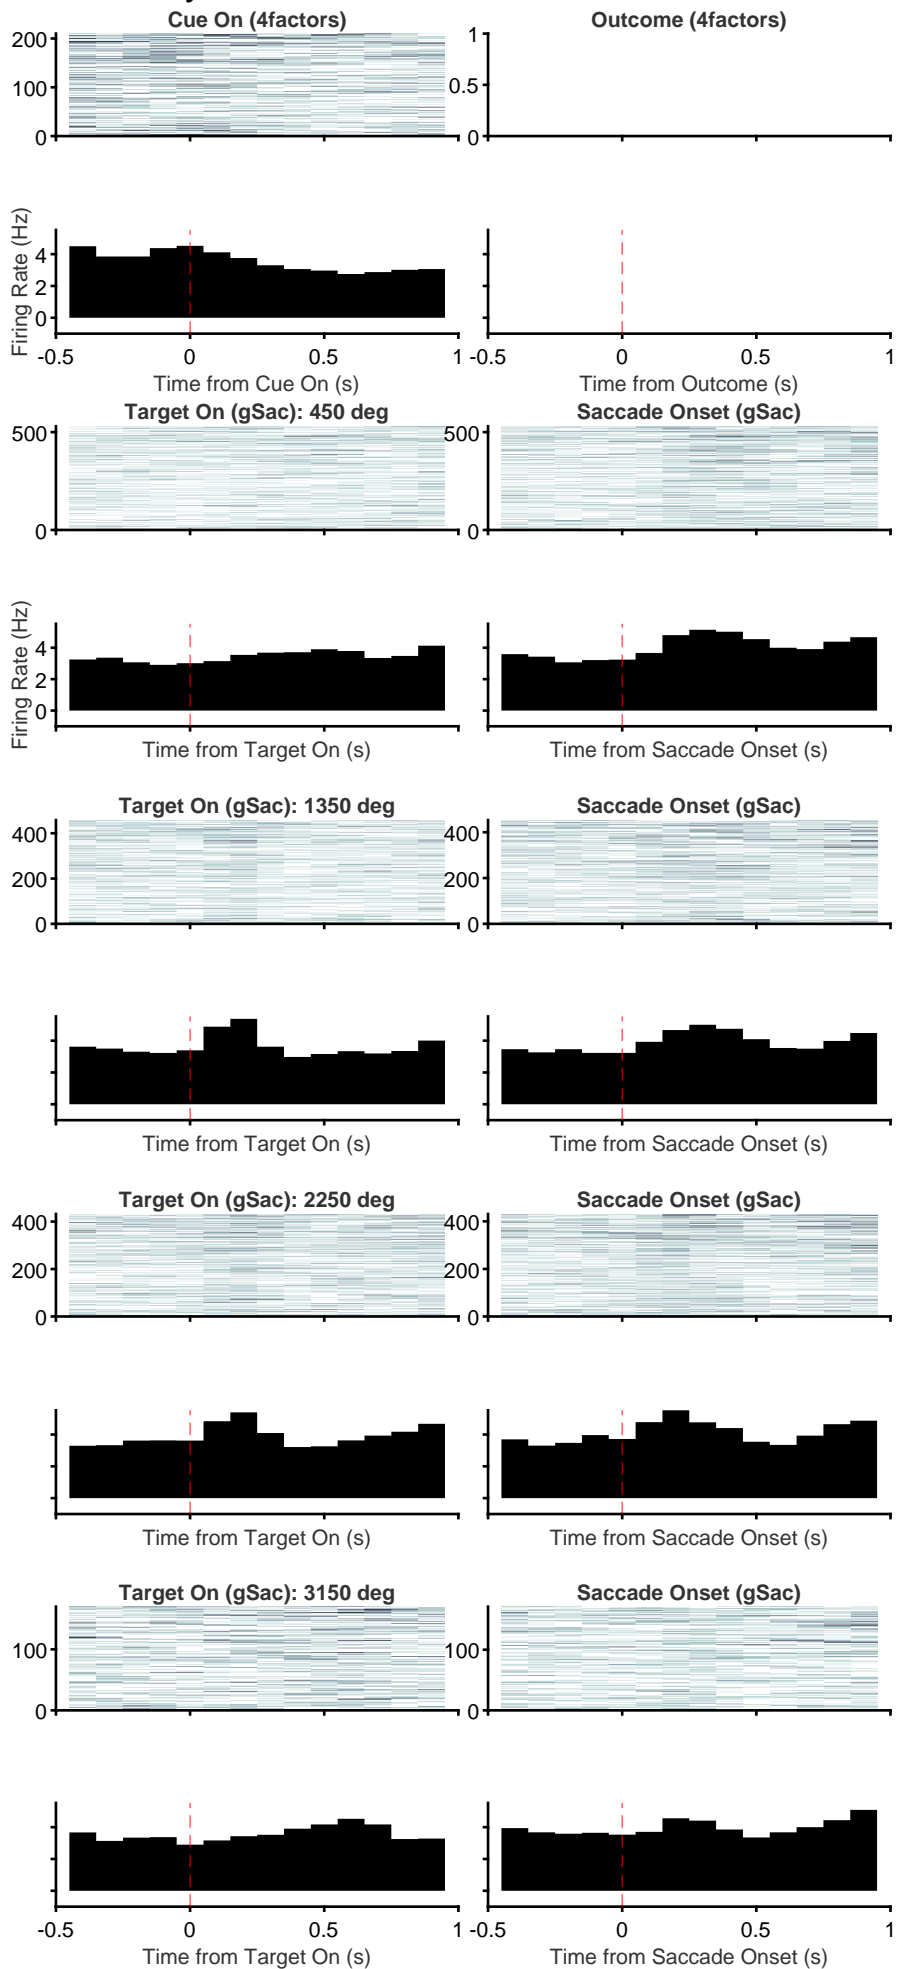 Cue On (4factors)
Outcome (4factors)
200
100
0
1
0.5
0
Firing Rate (Hz)
4
2
0
-0.5 0 0.5 1
-0.5 0 0.5 1
Time from Cue On (s)
Time from Outcome (s)
Target On (gSac): 450 deg
Saccade Onset (gSac)
500
0
500
0
Firing Rate (Hz)
4
2
0
Time from Target On (s)
Time from Saccade Onset (s)
Target On (gSac): 1350 deg
Saccade Onset (gSac)
400
200
0
400
200
0
Time from Target On (s)
Time from Saccade Onset (s)
Target On (gSac): 2250 deg
Saccade Onset (gSac)
400
200
0
400
200
0
Time from Target On (s)
Time from Saccade Onset (s)
Target On (gSac): 3150 deg
Saccade Onset (gSac)
100
0
100
0
-0.5 0 0.5 1
-0.5 0 0.5 1
Time from Target On (s)
Time from Saccade Onset (s)